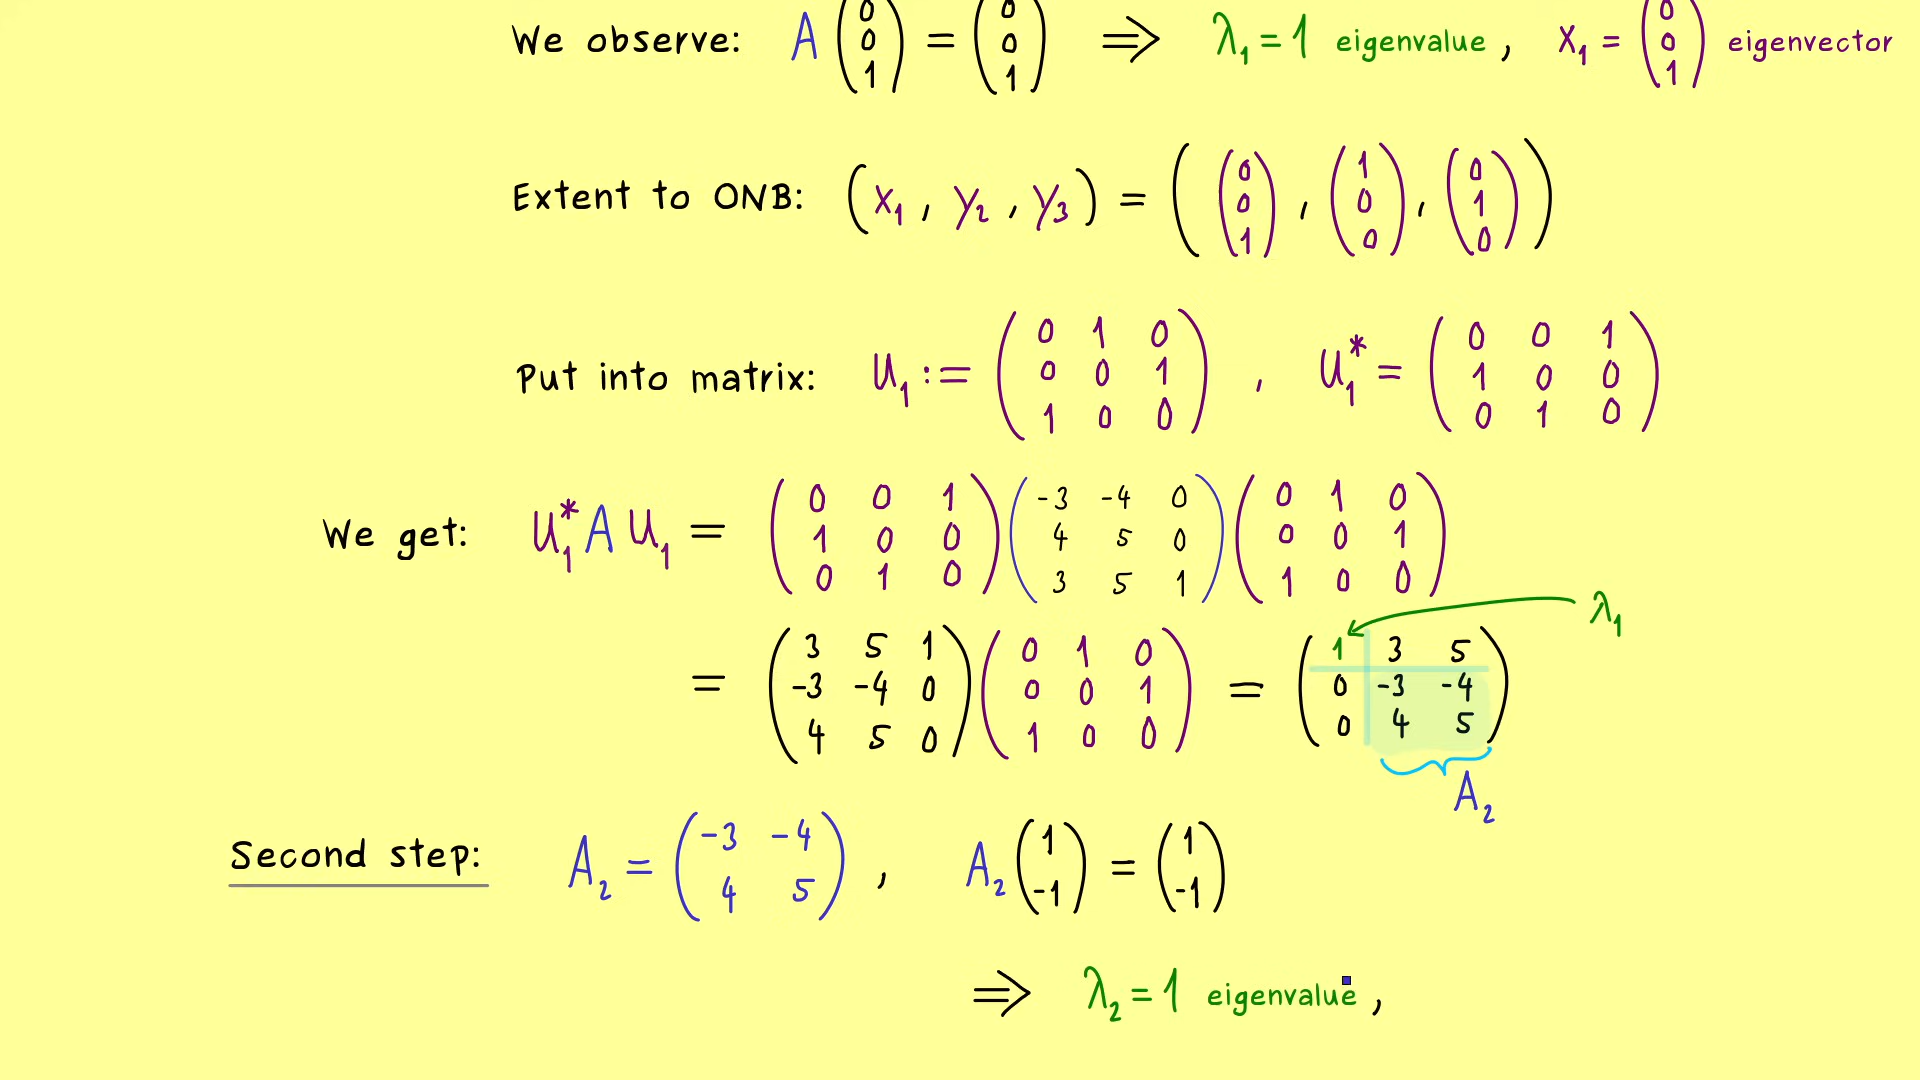 We observe: A (0 0 1) = (0 0 1) ⟹ λ₁ = 1 eigenvalue , x₁ = (0 0 1) eigenvector
Extent to ONB: (x₁ , y₂ , y₃) = ( (0 0 1) , (1 0 0) , (0 1 0) )
Put into matrix: U₁ := (0 1 0 ; 0 0 1 ; 1 0 0) , U₁* = (0 0 1 ; 1 0 0 ; 0 1 0)
We get: U₁* A U₁ = (0 0 1 ; 1 0 0 ; 0 1 0) (-3 -4 0 ; 4 5 0 ; 3 5 1) (0 1 0 ; 0 0 1 ; 1 0 0)
λ₁
= (3 5 1 ; -3 -4 0 ; 4 5 0) (0 1 0 ; 0 0 1 ; 1 0 0) = (1 3 5 ; 0 -3 -4 ; 0 4 5)
A₂
Second step: A₂ = (-3 -4 ; 4 5) , A₂ (1 -1) = (1 -1)
⟹ λ₂ = 1 eigenvalue ,